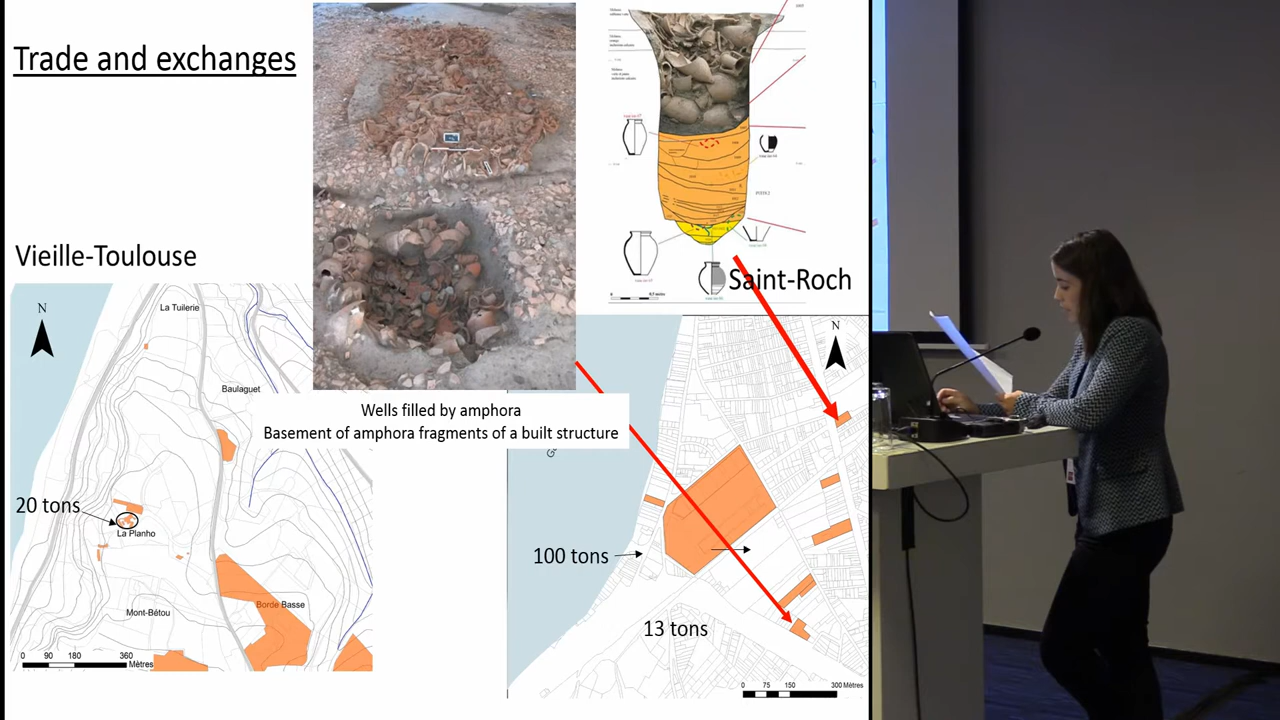 Trade and exchanges
Vieille-Toulouse
Saint-Roch
N
La Tuilerie
Baulaguet
20 tons
La Planho
Mont-Bétou
Borde Basse
0 90 180 360
Mètres
Wells filled by amphora
Basement of amphora fragments of a built structure
N
100 tons
13 tons
0 75 150 300 Mètres